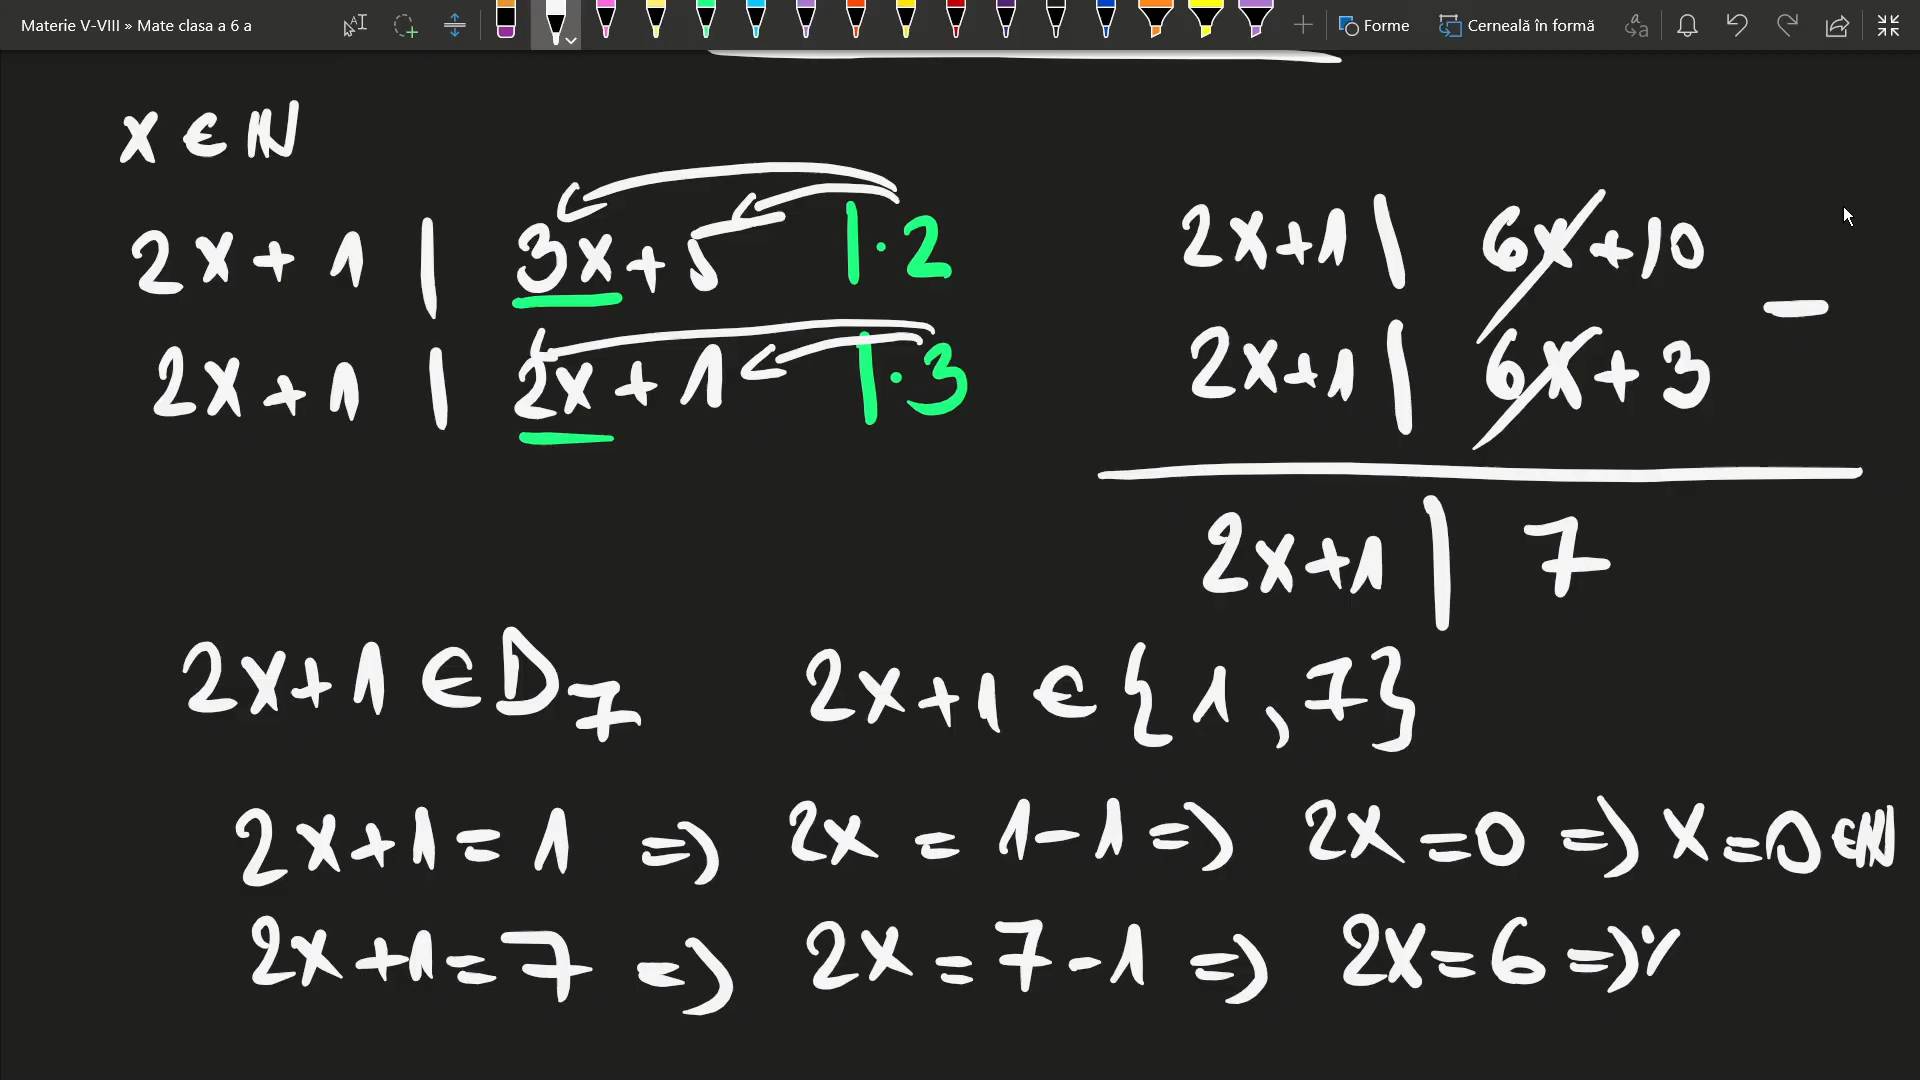 Materie V-VIII » Mate clasa a 6 a
Forme
Cerneală în formă
x ∈ ℕ
2x + 1 | 3x + 5 |·2
2x + 1 | 2x + 1 |·3
2x+1 | 6x+10
−
2x+1 | 6x+3
2x+1 | 7
2x+1 ∈ D₇ 2x+1 ∈ {1, 7}
2x+1 = 1 => 2x = 1-1 => 2x = 0 => x = 0 ∈ ℕ
2x+1 = 7 => 2x = 7-1 => 2x = 6 =>